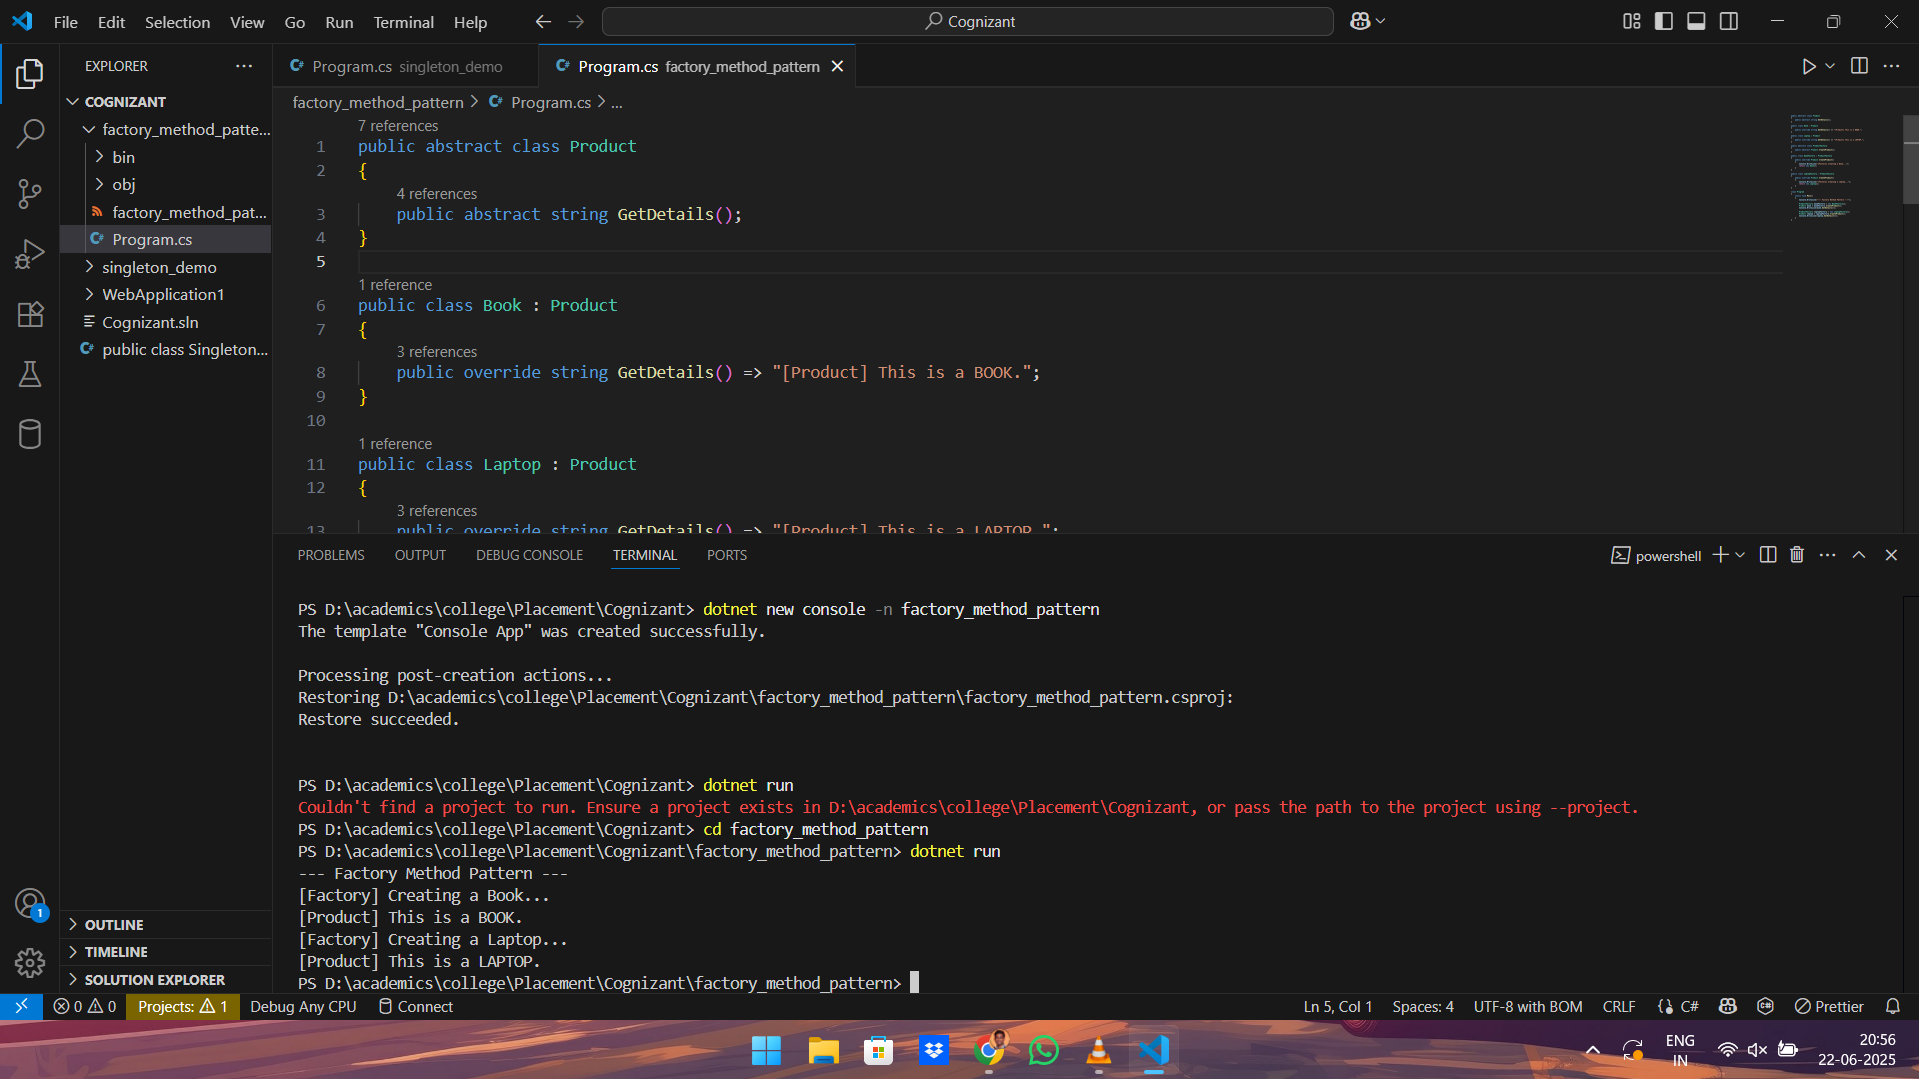 File Edit Selection View Go Run Terminal Help
Cognizant
EXPLORER
COGNIZANT
factory_method_patte...
bin
obj
factory_method_pat...
Program.cs
singleton_demo
WebApplication1
Cognizant.sln
public class Singleton...
OUTLINE
TIMELINE
SOLUTION EXPLORER
1
Program.cs singleton_demo
Program.cs factory_method_pattern
factory_method_pattern > Program.cs > ...
7 references
1 public abstract class Product
2 {
4 references
3 public abstract string GetDetails();
4 }
5
1 reference
6 public class Book : Product
7 {
3 references
8 public override string GetDetails() => "[Product] This is a BOOK.";
9 }
10
1 reference
11 public class Laptop : Product
12 {
3 references
13 public override string GetDetails() => "[Product] This is a LAPTOP.";
PROBLEMS OUTPUT DEBUG CONSOLE TERMINAL PORTS
powershell
PS D:\academics\college\Placement\Cognizant> dotnet new console -n factory_method_pattern
The template "Console App" was created successfully.
Processing post-creation actions...
Restoring D:\academics\college\Placement\Cognizant\factory_method_pattern\factory_method_pattern.csproj:
Restore succeeded.
PS D:\academics\college\Placement\Cognizant> dotnet run
Couldn't find a project to run. Ensure a project exists in D:\academics\college\Placement\Cognizant, or pass the path to the project using --project.
PS D:\academics\college\Placement\Cognizant> cd factory_method_pattern
PS D:\academics\college\Placement\Cognizant\factory_method_pattern> dotnet run
--- Factory Method Pattern ---
[Factory] Creating a Book...
[Product] This is a BOOK.
[Factory] Creating a Laptop...
[Product] This is a LAPTOP.
PS D:\academics\college\Placement\Cognizant\factory_method_pattern>
0 0 Projects: 1 Debug Any CPU Connect Ln 5, Col 1 Spaces: 4 UTF-8 with BOM CRLF {} C# Prettier
ENG
IN
20:56
22-06-2025